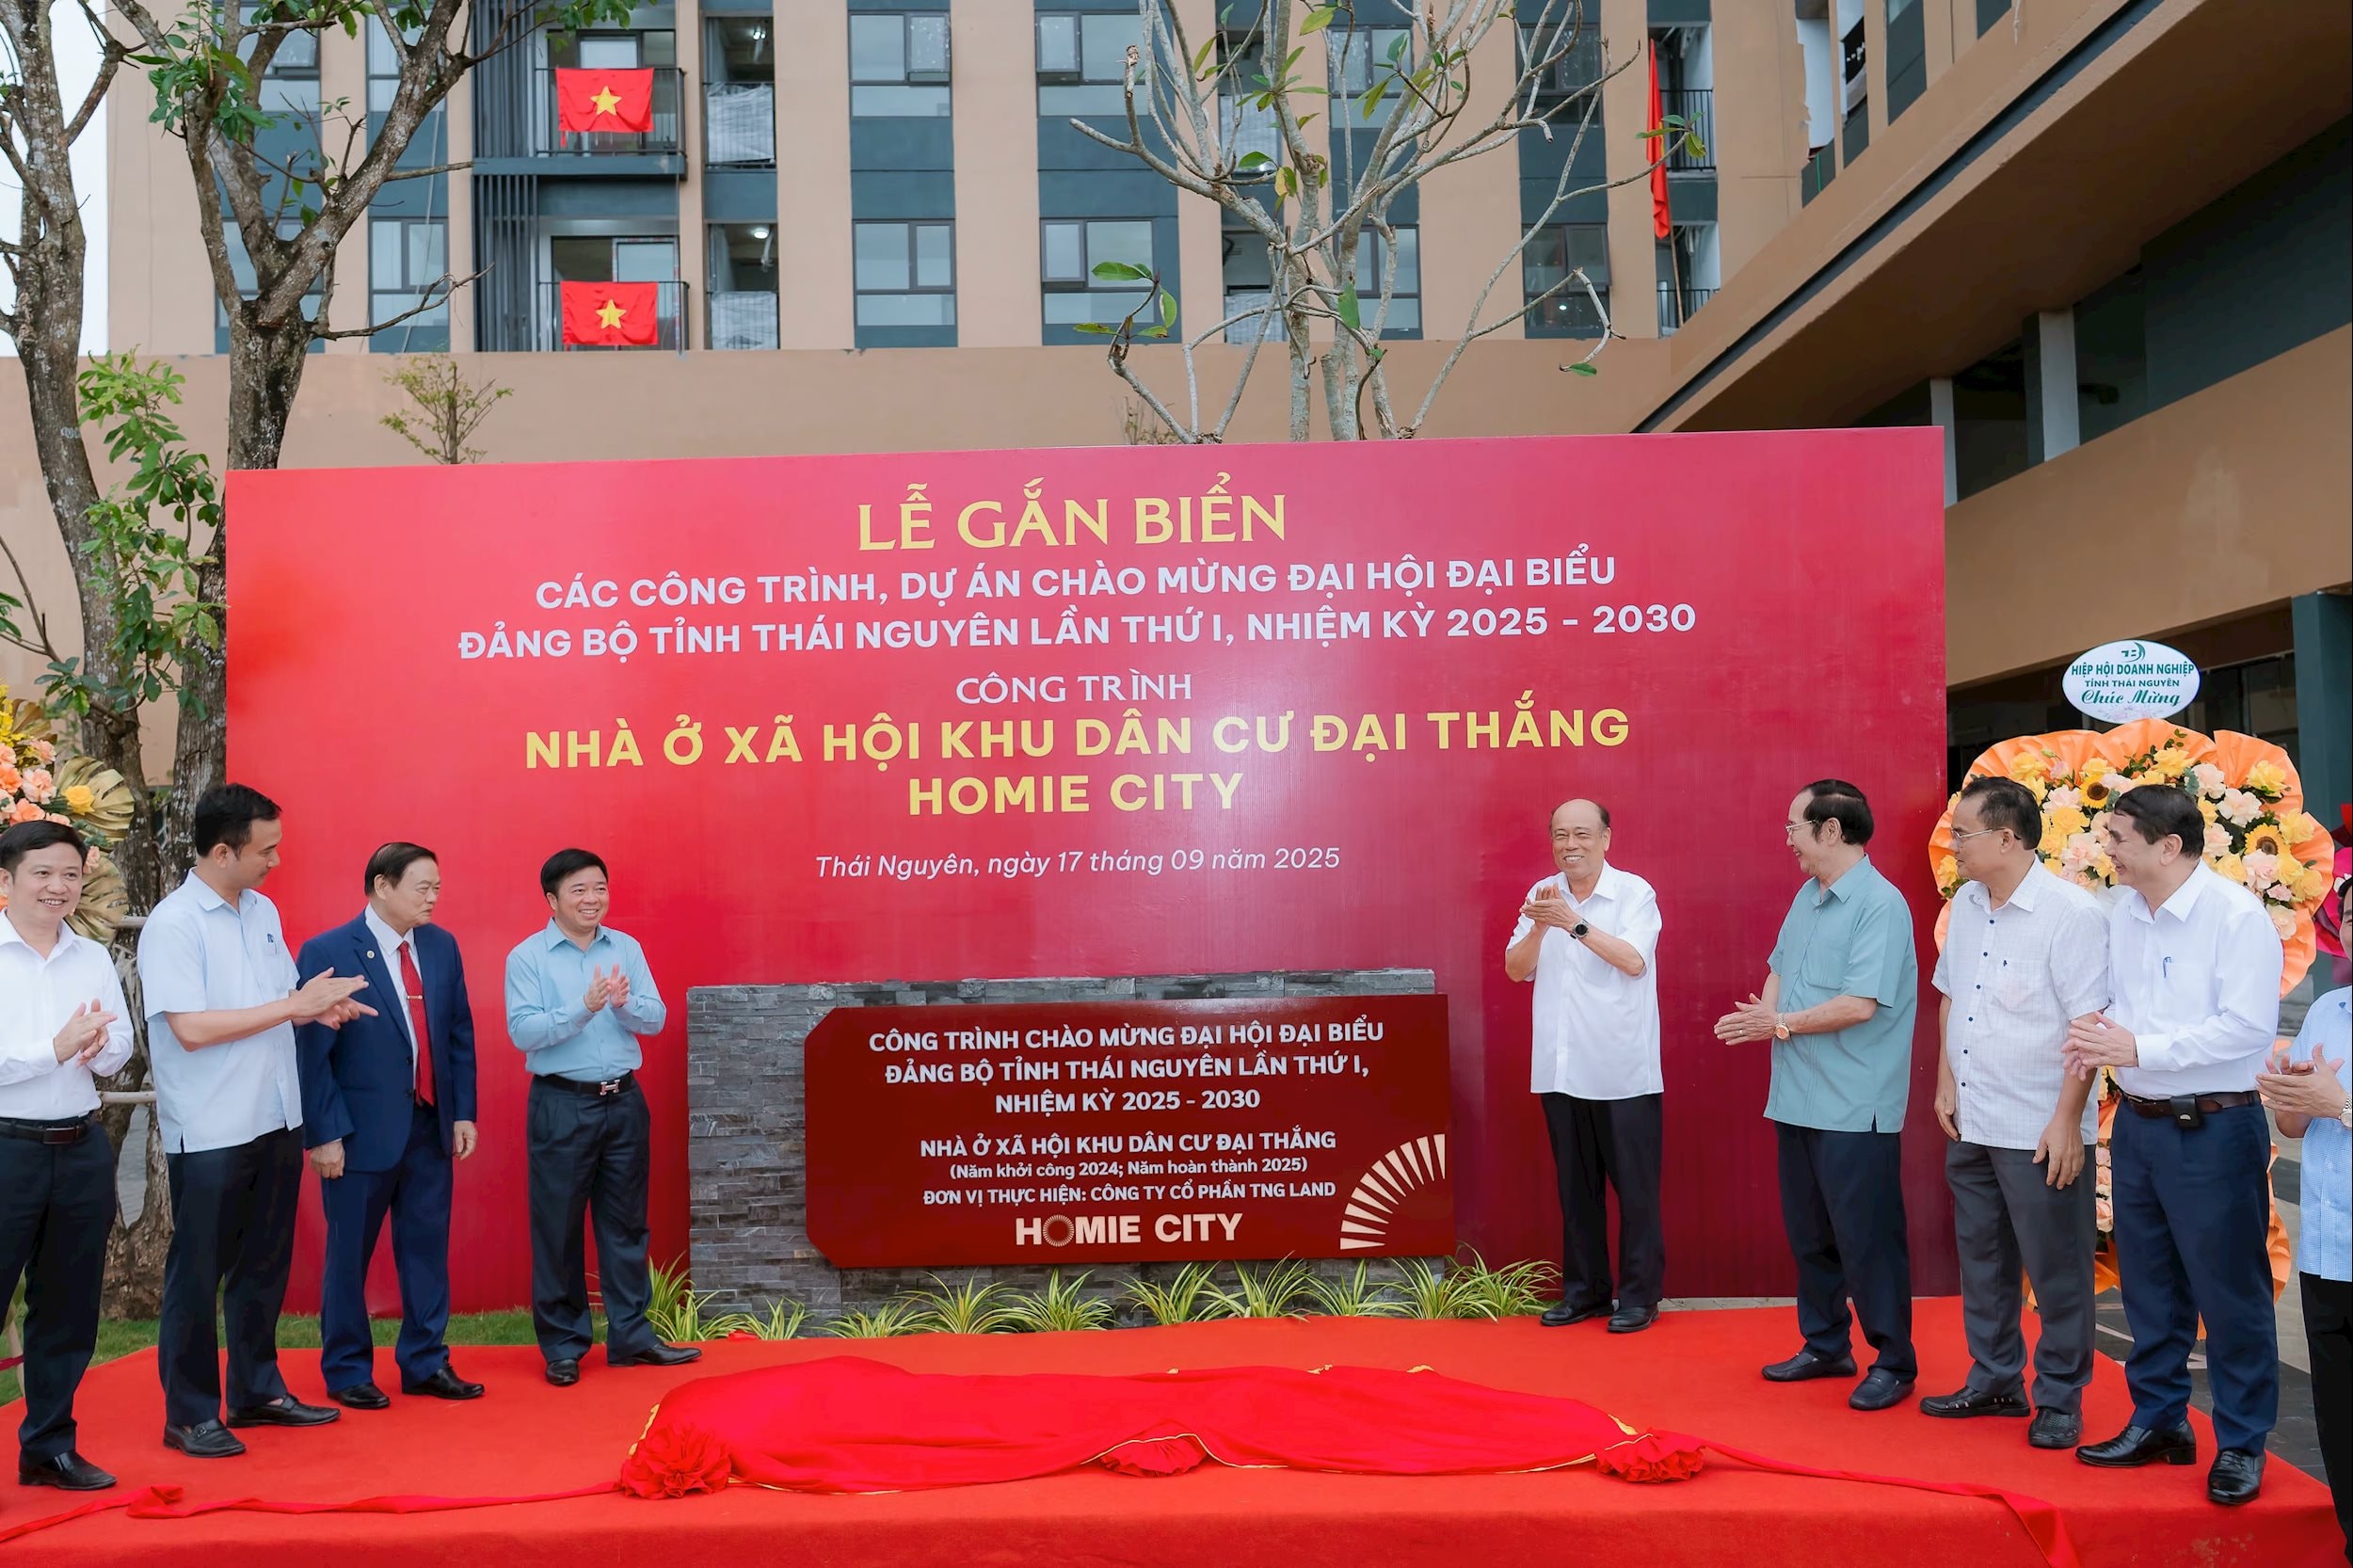 LỄ GẮN BIỂN
CÁC CÔNG TRÌNH, DỰ ÁN CHÀO MỪNG ĐẠI HỘI ĐẠI BIỂU
ĐẢNG BỘ TỈNH THÁI NGUYÊN LẦN THỨ I, NHIỆM KỲ 2025 - 2030
CÔNG TRÌNH
NHÀ Ở XÃ HỘI KHU DÂN CƯ ĐẠI THẮNG
HOMIE CITY
Thái Nguyên, ngày 17 tháng 09 năm 2025
HIỆP HỘI DOANH NGHIỆP
TỈNH THÁI NGUYÊN
Chúc Mừng
CÔNG TRÌNH CHÀO MỪNG ĐẠI HỘI ĐẠI BIỂU
ĐẢNG BỘ TỈNH THÁI NGUYÊN LẦN THỨ I,
NHIỆM KỲ 2025 - 2030
NHÀ Ở XÃ HỘI KHU DÂN CƯ ĐẠI THẮNG
(Năm khởi công 2024; Năm hoàn thành 2025)
ĐƠN VỊ THỰC HIỆN: CÔNG TY CỔ PHẦN TNG LAND
HOMIE CITY